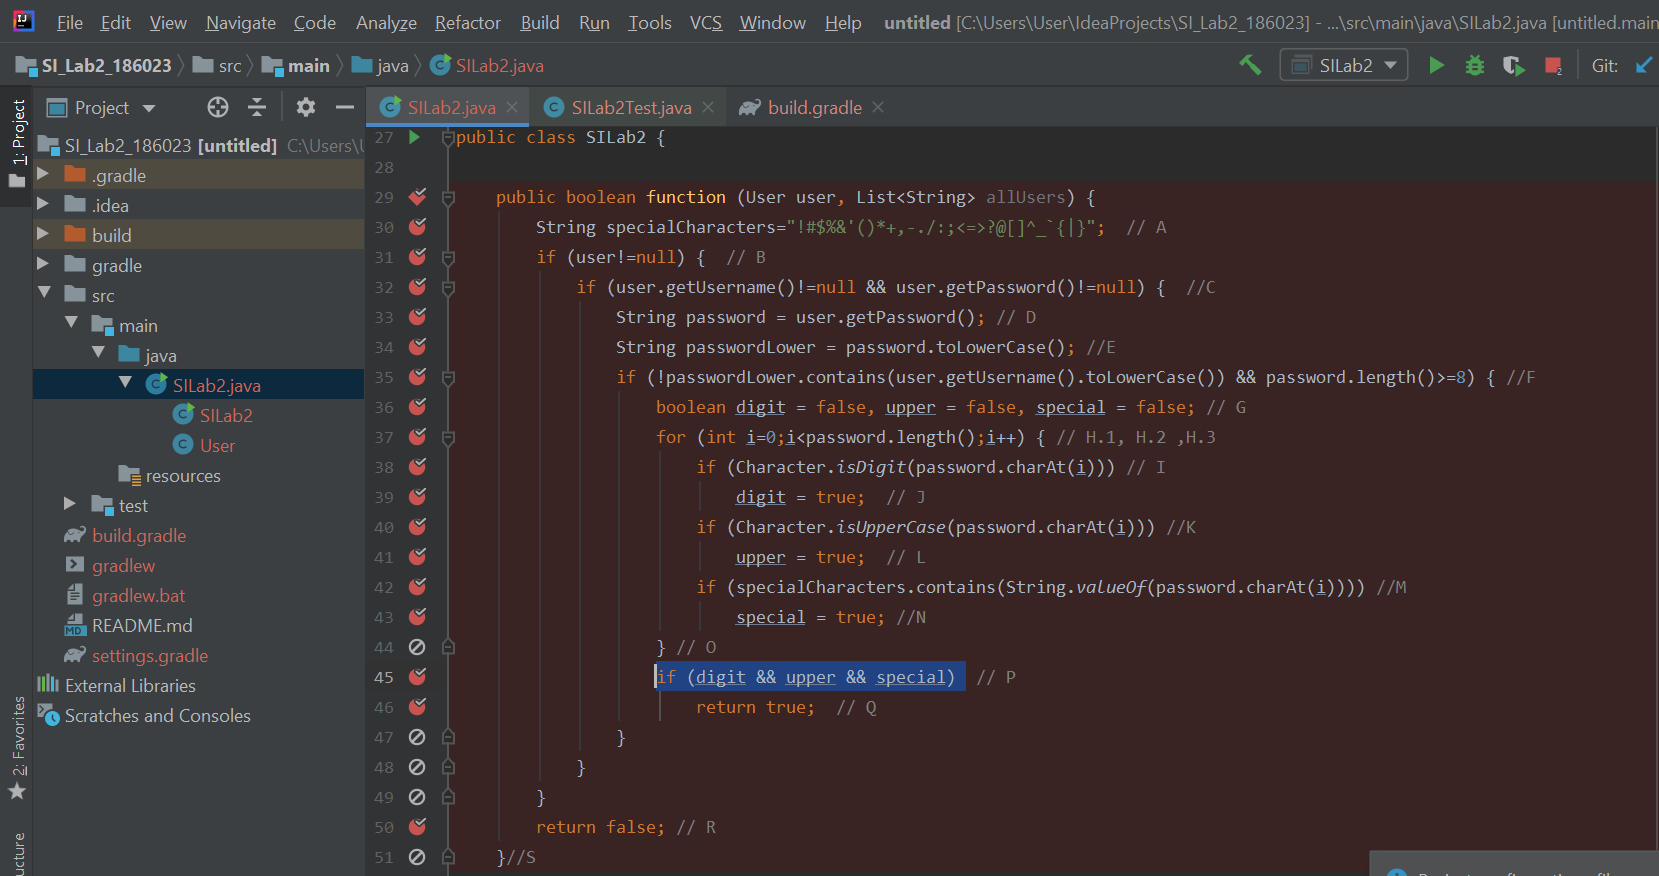 File Edit View Navigate Code Analyze Refactor Build Run Tools VCS Window Help untitled [C:\Users\User\IdeaProjects\SI_Lab2_186023] - ...\src\main\java\SILab2.java [untitled.main
SI_Lab2_186023 src main java SILab2.java SILab2 2 Git:
1: Project
Project
SILab2.java SILab2Test.java build.gradle
SI_Lab2_186023 [untitled] C:\Users\U
.gradle
.idea
build
gradle
src
main
java
SILab2.java
SILab2
User
resources
test
build.gradle
gradlew
gradlew.bat
README.md
settings.gradle
External Libraries
Scratches and Consoles
2: Favorites
ucture
27 public class SILab2 {
28
29 public boolean function (User user, List<String> allUsers) {
30 String specialCharacters="!#$%&'()*+,-./:;<=>?@[]^_`{|}"; // A
31 if (user!=null) { // B
32 if (user.getUsername()!=null && user.getPassword()!=null) { //C
33 String password = user.getPassword(); // D
34 String passwordLower = password.toLowerCase(); //E
35 if (!passwordLower.contains(user.getUsername().toLowerCase()) && password.length()>=8) { //F
36 boolean digit = false, upper = false, special = false; // G
37 for (int i=0;i<password.length();i++) { // H.1, H.2 ,H.3
38 if (Character.isDigit(password.charAt(i))) // I
39 digit = true; // J
40 if (Character.isUpperCase(password.charAt(i))) //K
41 upper = true; // L
42 if (specialCharacters.contains(String.valueOf(password.charAt(i)))) //M
43 special = true; //N
44 } // O
45 if (digit && upper && special) // P
46 return true; // Q
47 }
48 }
49 }
50 return false; // R
51 }//S